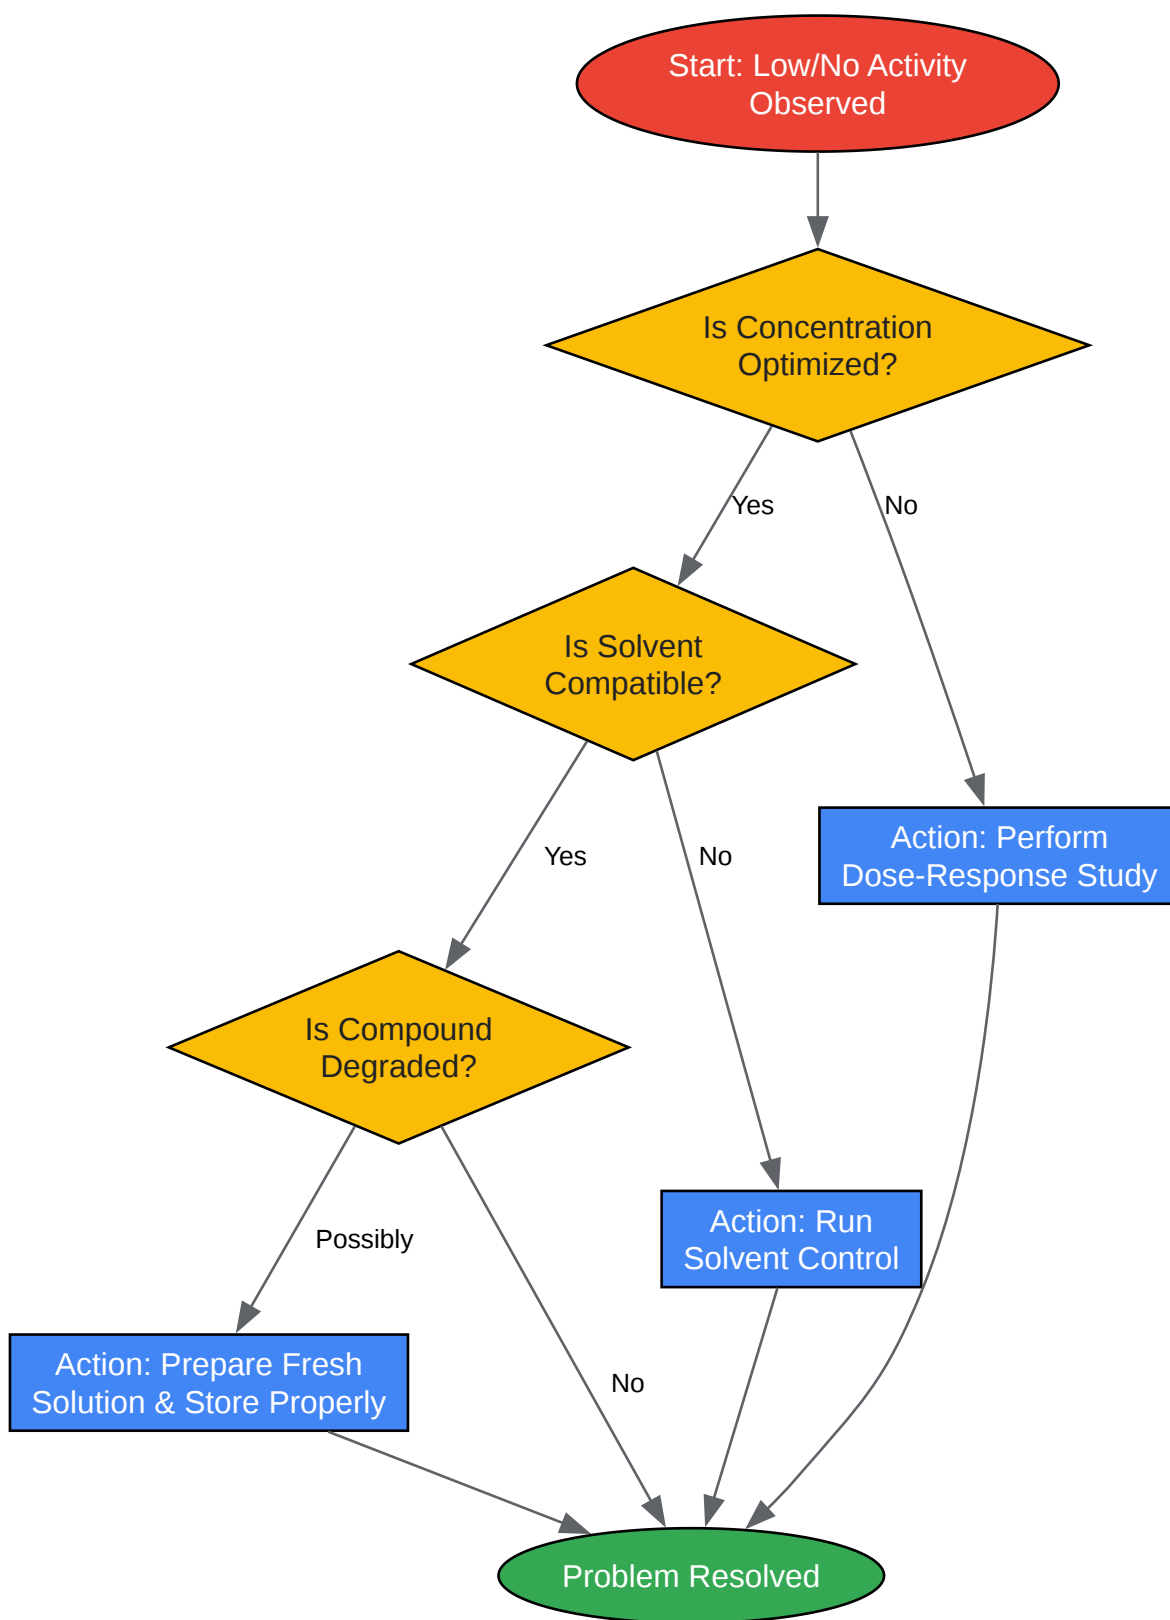 Start: Low/No Activity
Observed
Is Concentration
Optimized?
Yes
No
Is Solvent
Compatible?
Yes
No
Action: Perform
Dose-Response Study
Is Compound
Degraded?
Possibly
No
Action: Run
Solvent Control
Action: Prepare Fresh
Solution & Store Properly
Problem Resolved